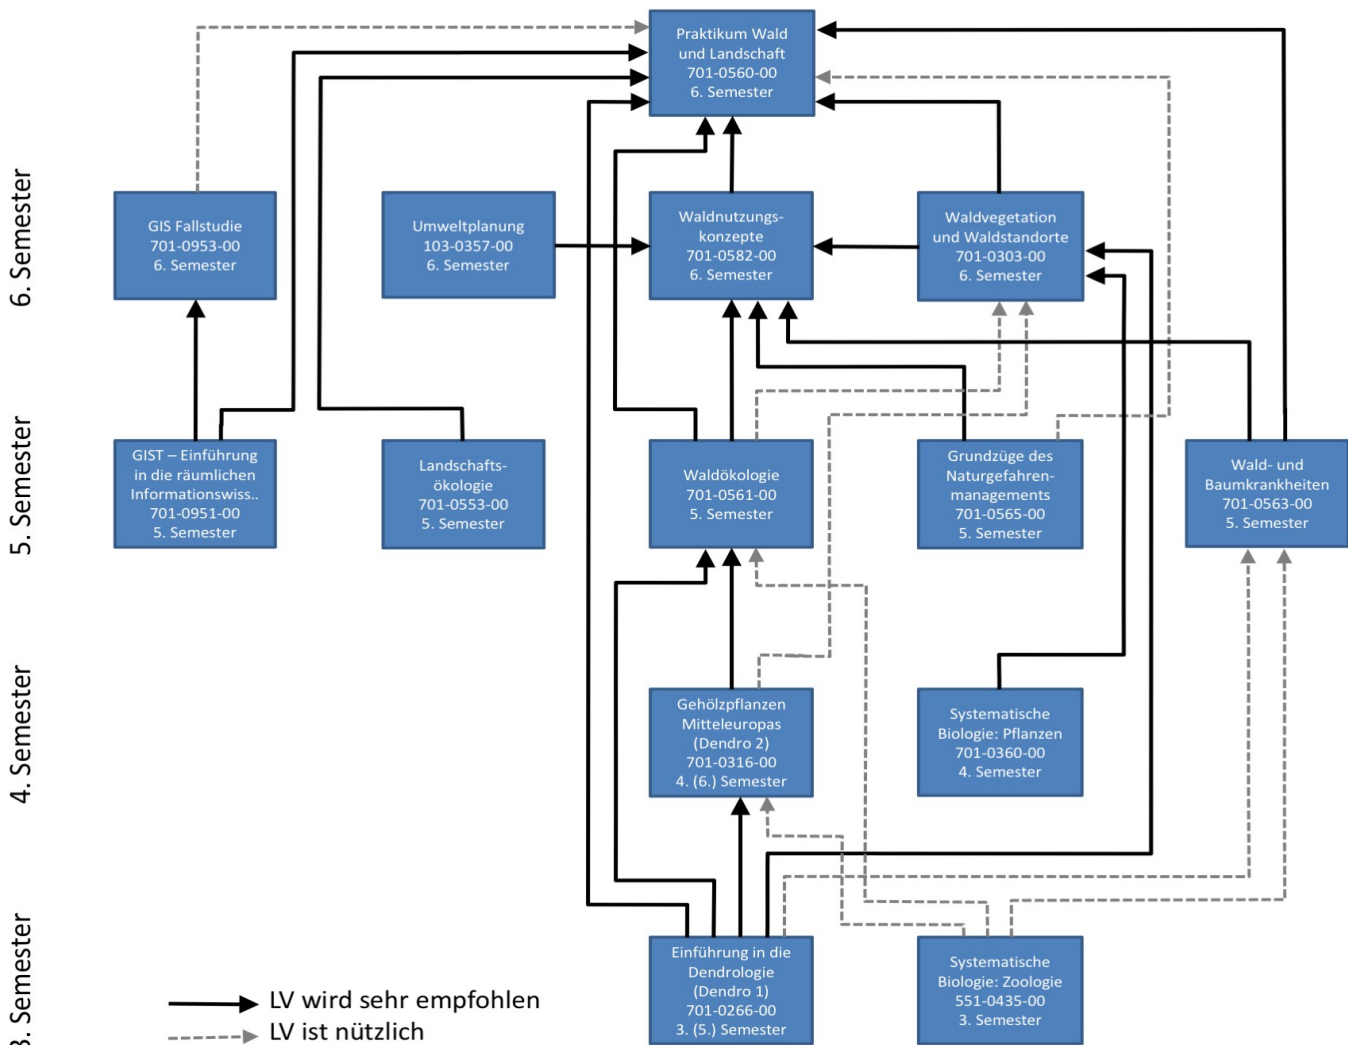 Praktikum Wald
und Landschaft
701-0560-00
6. Semester
6. Semester
GIS Fallstudie
701-0953-00
6. Semester
Umweltplanung
103-0357-00
6. Semester
Waldnutzungs-
konzepte
701-0582-00
6. Semester
Waldvegetation
und Waldstandorte
701-0303-00
6. Semester
5. Semester
GIST – Einführung
in die räumlichen
Informationswiss..
701-0951-00
5. Semester
Landschafts-
ökologie
701-0553-00
5. Semester
Waldökologie
701-0561-00
5. Semester
Grundzüge des
Naturgefahren-
managements
701-0565-00
5. Semester
Wald- und
Baumkrankheiten
701-0563-00
5. Semester
4. Semester
Gehölzpflanzen
Mitteleuropas
(Dendro 2)
701-0316-00
4. (6.) Semester
Systematische
Biologie: Pflanzen
701-0360-00
4. Semester
3. Semester
Einführung in die
Dendrologie
(Dendro 1)
701-0266-00
3. (5.) Semester
Systematische
Biologie: Zoologie
551-0435-00
3. Semester
LV wird sehr empfohlen
LV ist nützlich